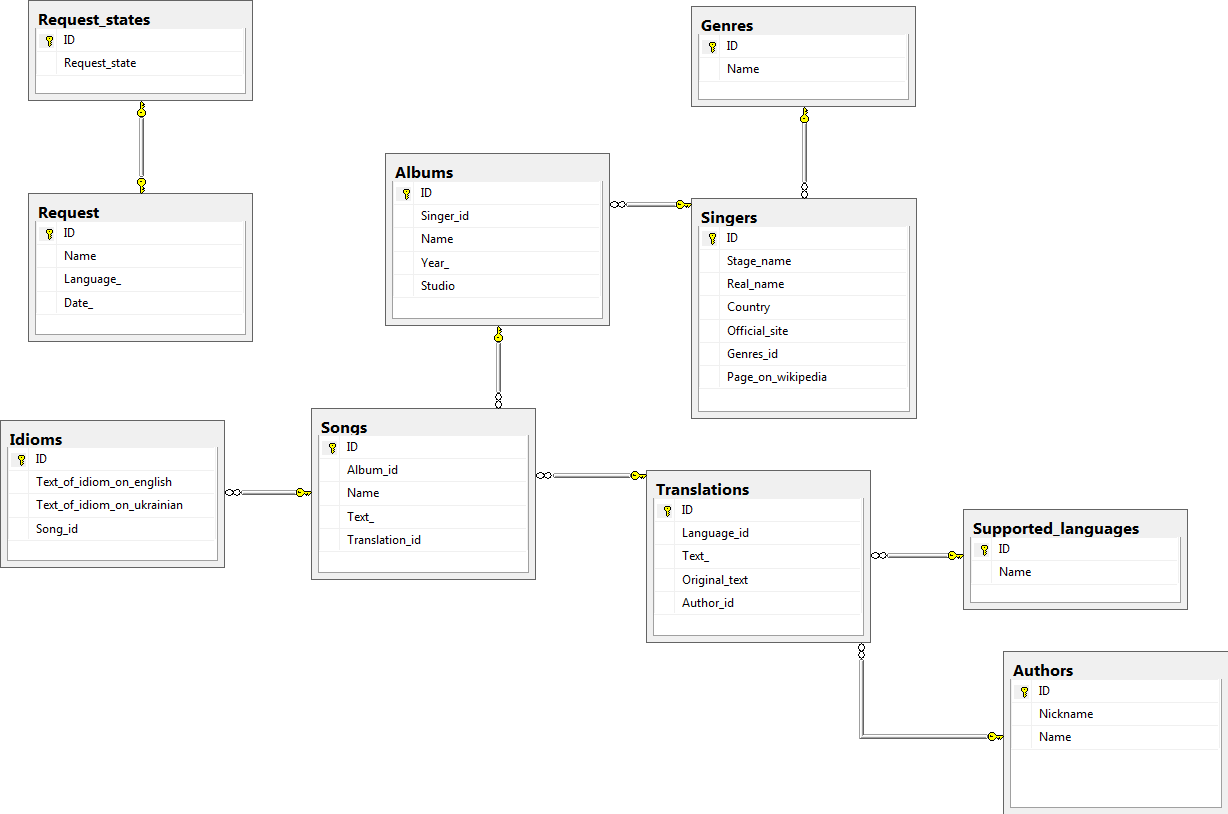 Request_states
ID
Request_state
Genres
ID
Name
Albums
ID
Singer_id
Name
Year_
Studio
Request
ID
Name
Language_
Date_
Singers
ID
Stage_name
Real_name
Country
Official_site
Genres_id
Page_on_wikipedia
Idioms
ID
Text_of_idiom_on_english
Text_of_idiom_on_ukrainian
Song_id
Songs
ID
Album_id
Name
Text_
Translation_id
Translations
ID
Language_id
Text_
Original_text
Author_id
Supported_languages
ID
Name
Authors
ID
Nickname
Name